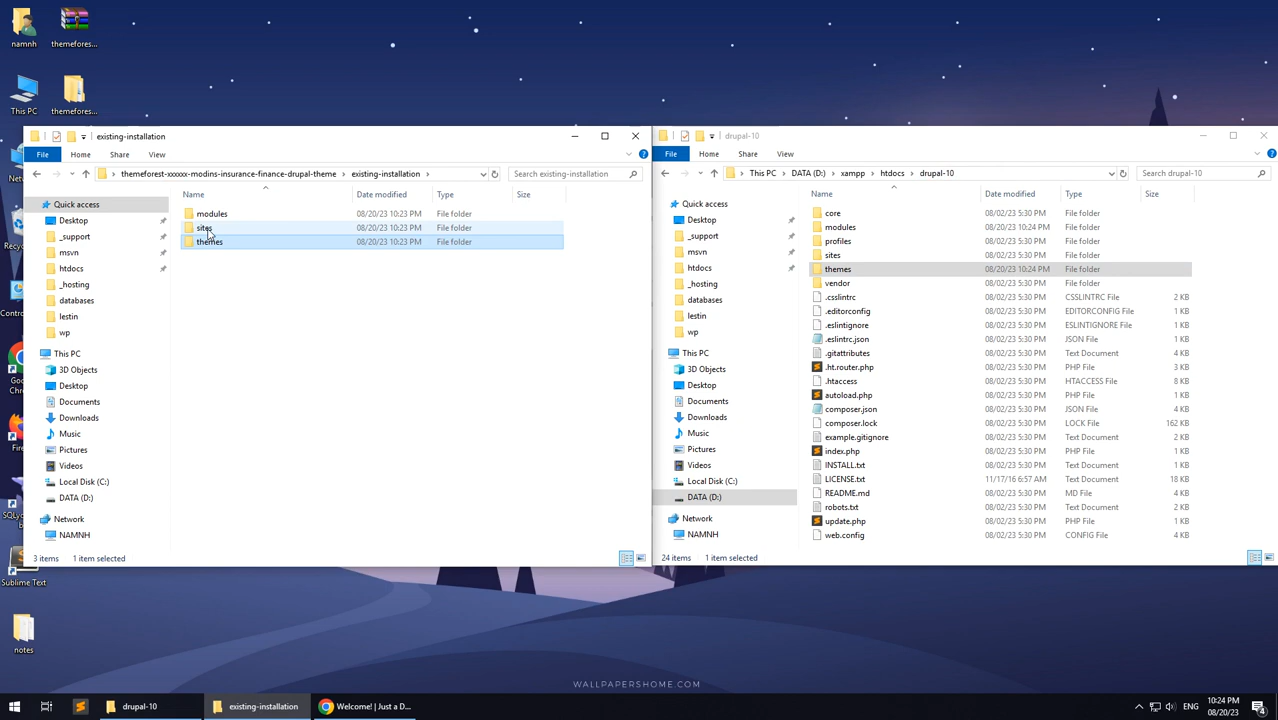 namnh
themefores...
This PC
themefores...
existing-installation
File
Home
Share
View
themeforest-xxxxxx-modins-insurance-finance-drupal-theme
existing-installation
Search existing-installation
Name
Date modified
Type
Size
Quick access
Desktop
_support
msvn
htdocs
_hosting
databases
lestin
wp
This PC
3D Objects
Desktop
Documents
Downloads
Music
Pictures
Videos
Local Disk (C:)
DATA (D:)
Network
NAMNH
modules 08/20/23 10:23 PM File folder
sites 08/20/23 10:23 PM File folder
themes 08/20/23 10:23 PM File folder
3 items 1 item selected
drupal-10
File
Home
Share
View
This PC
DATA (D:)
xampp
htdocs
drupal-10
Search drupal-10
Name
Date modified
Type
Size
Quick access
Desktop
_support
msvn
htdocs
_hosting
databases
lestin
wp
This PC
3D Objects
Desktop
Documents
Downloads
Music
Pictures
Videos
Local Disk (C:)
DATA (D:)
Network
NAMNH
core 08/02/23 5:30 PM File folder
modules 08/20/23 10:24 PM File folder
profiles 08/02/23 5:30 PM File folder
sites 08/02/23 5:30 PM File folder
themes 08/20/23 10:24 PM File folder
vendor 08/02/23 5:30 PM File folder
.csslintrc 08/02/23 5:30 PM CSSLINTRC File 2 KB
.editorconfig 08/02/23 5:30 PM EDITORCONFIG File 1 KB
.eslintignore 08/02/23 5:30 PM ESLINTIGNORE File 1 KB
.eslintrc.json 08/02/23 5:30 PM JSON File 1 KB
.gitattributes 08/02/23 5:30 PM Text Document 4 KB
.ht.router.php 08/02/23 5:30 PM PHP File 3 KB
.htaccess 08/02/23 5:30 PM HTACCESS File 8 KB
autoload.php 08/02/23 5:30 PM PHP File 1 KB
composer.json 08/02/23 5:30 PM JSON File 4 KB
composer.lock 08/02/23 5:30 PM LOCK File 162 KB
example.gitignore 08/02/23 5:30 PM Text Document 2 KB
index.php 08/02/23 5:30 PM PHP File 1 KB
INSTALL.txt 08/02/23 5:30 PM Text Document 1 KB
LICENSE.txt 11/17/16 6:57 AM Text Document 18 KB
README.md 08/02/23 5:30 PM MD File 4 KB
robots.txt 08/02/23 5:30 PM Text Document 2 KB
update.php 08/02/23 5:30 PM PHP File 1 KB
web.config 08/02/23 5:30 PM CONFIG File 4 KB
24 items 1 item selected
Sublime Text
notes
WALLPAPERSHOME.COM
drupal-10
existing-installation
Welcome! | Just a D...
ENG
10:24 PM
08/20/23
4